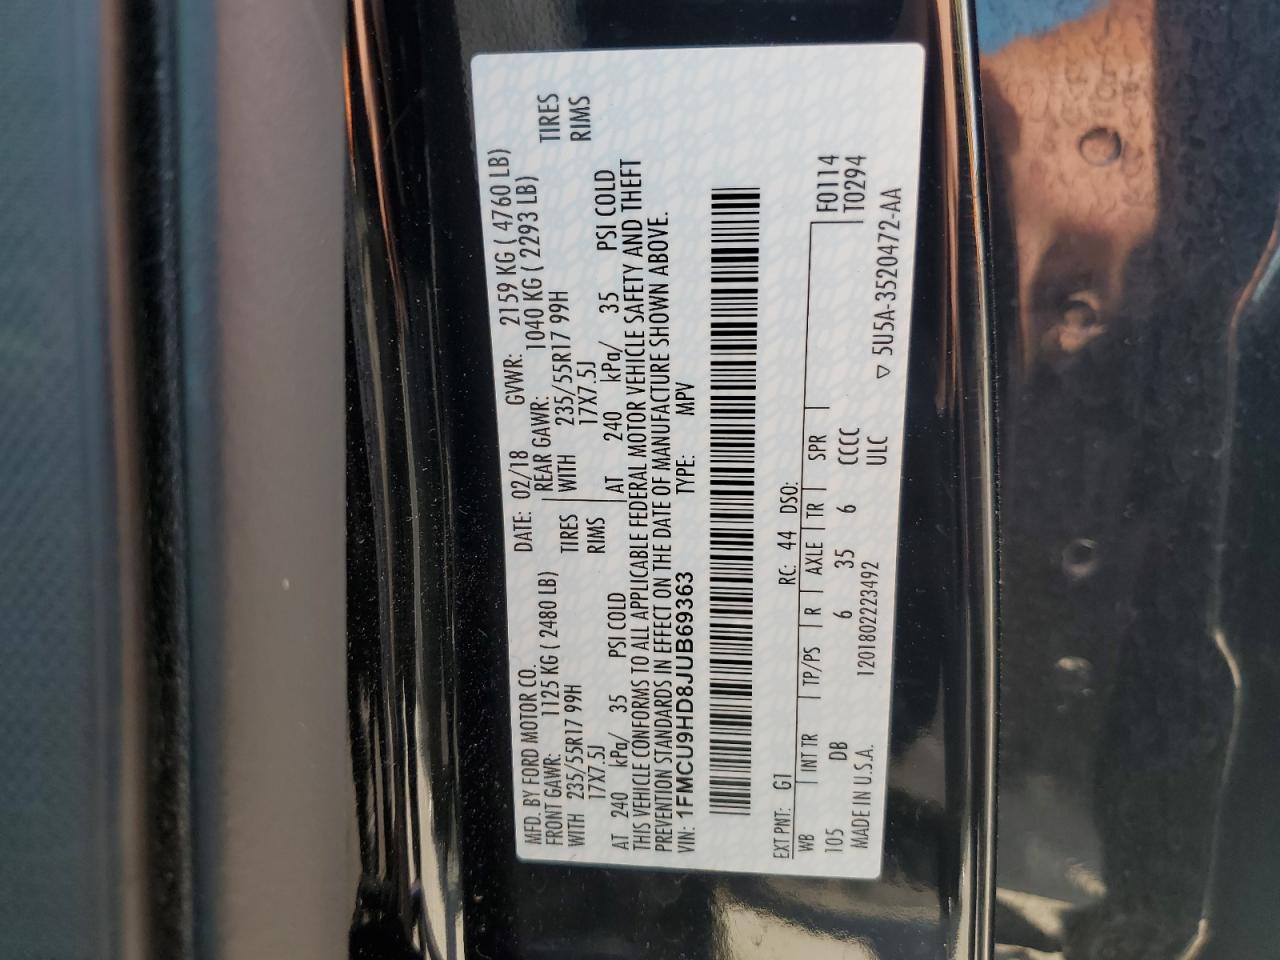 MFD. BY FORD MOTOR CO. DATE: 02/18 GVWR: 2159 KG ( 4760 LB)
FRONT GAWR: 1125 KG ( 2480 LB) REAR GAWR: 1040 KG ( 2293 LB)
WITH 235/55R17 99H TIRES WITH 235/55R17 99H TIRES
17X7.5J RIMS 17X7.5J RIMS
AT 240 kPa/ 35 PSI COLD AT 240 kPa/ 35 PSI COLD
THIS VEHICLE CONFORMS TO ALL APPLICABLE FEDERAL MOTOR VEHICLE SAFETY AND THEFT
PREVENTION STANDARDS IN EFFECT ON THE DATE OF MANUFACTURE SHOWN ABOVE.
VIN: 1FMCU9HD8JUB69363 TYPE: MPV
EXT PNT: G1 RC: 44 DSO:
WB INT TR TP/PS R AXLE TR SPR F0114
105 DB 6 35 6 CCCC T0294
MADE IN U.S.A. 1201802223492 ULC
▽ 5U5A-3520472-AA